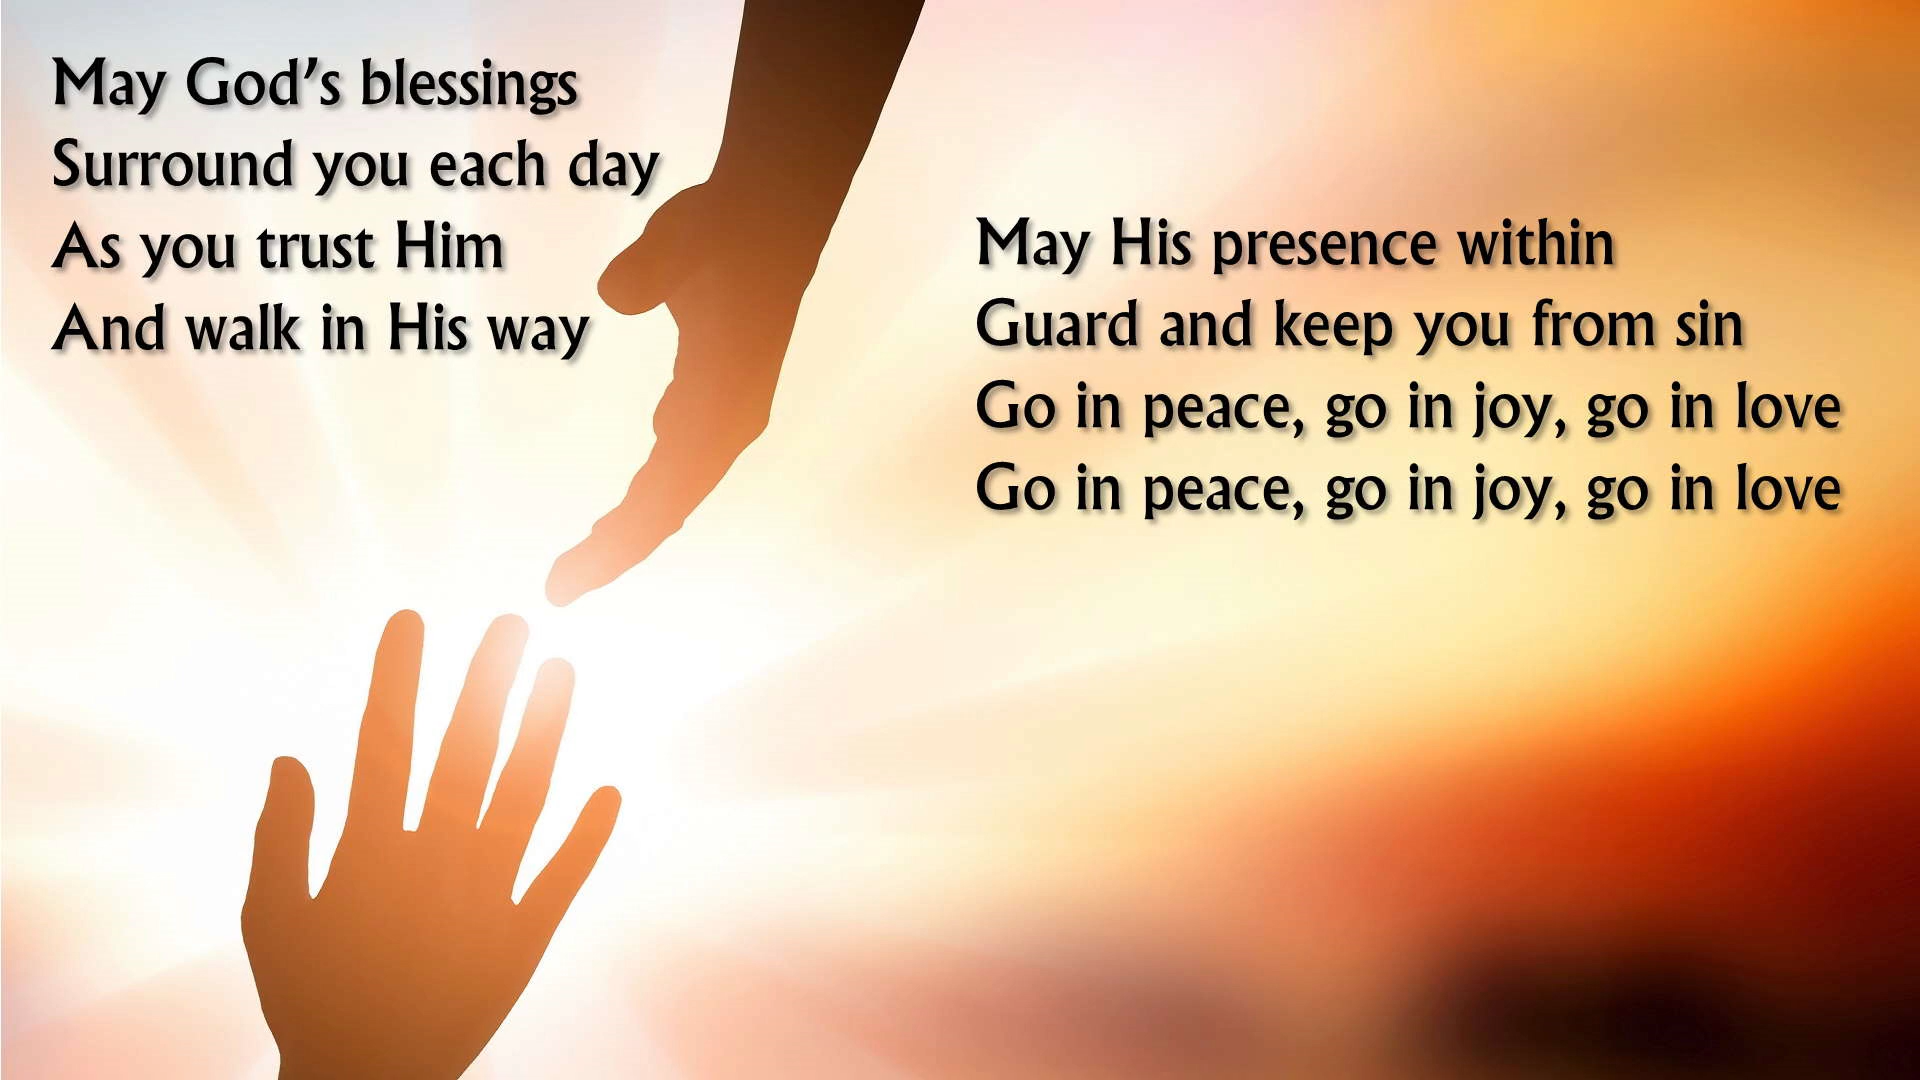 May God’s blessings
Surround you each day
As you trust Him
And walk in His way
May His presence within
Guard and keep you from sin
Go in peace, go in joy, go in love
Go in peace, go in joy, go in love